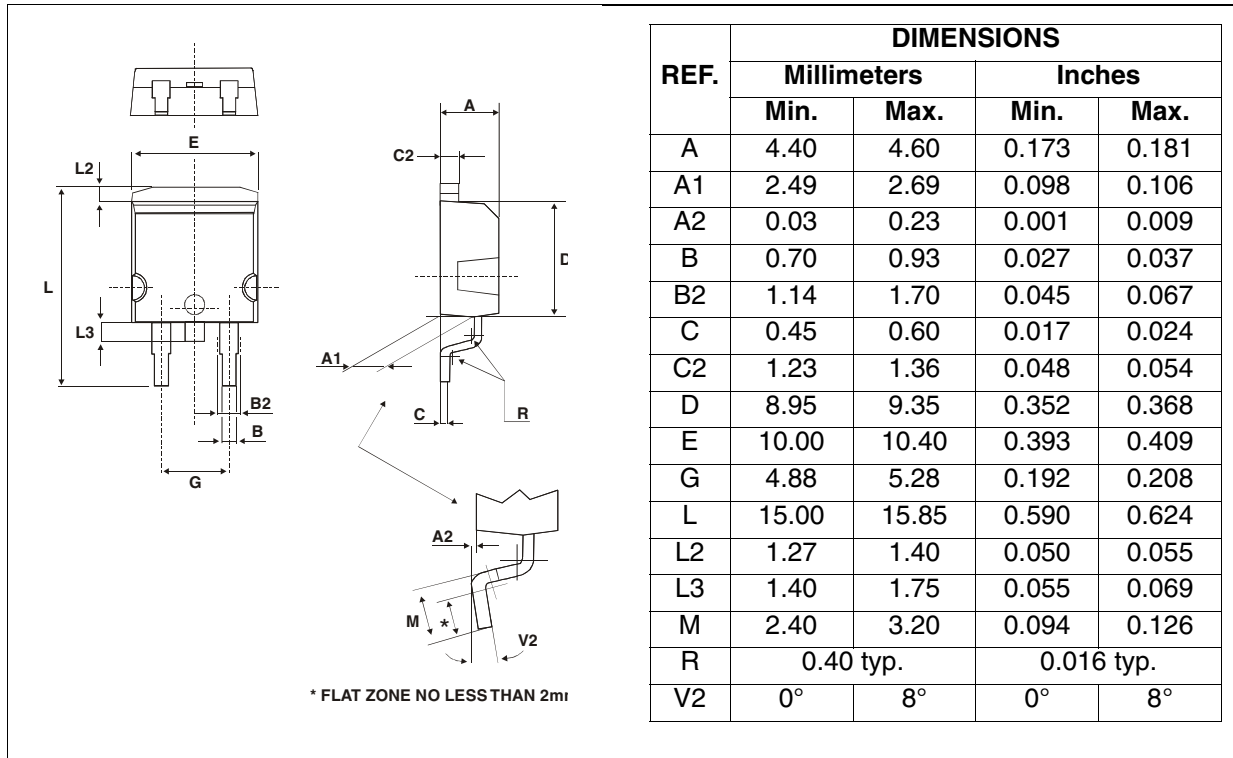 A
E
C2
L2
D
L
L3
A1
B2
C
R
B
G
A2
M
*
V2
* FLAT ZONE NO LESS THAN 2m
REF. DIMENSIONS
Millimeters Inches
Min. Max. Min. Max.
A 4.40 4.60 0.173 0.181
A1 2.49 2.69 0.098 0.106
A2 0.03 0.23 0.001 0.009
B 0.70 0.93 0.027 0.037
B2 1.14 1.70 0.045 0.067
C 0.45 0.60 0.017 0.024
C2 1.23 1.36 0.048 0.054
D 8.95 9.35 0.352 0.368
E 10.00 10.40 0.393 0.409
G 4.88 5.28 0.192 0.208
L 15.00 15.85 0.590 0.624
L2 1.27 1.40 0.050 0.055
L3 1.40 1.75 0.055 0.069
M 2.40 3.20 0.094 0.126
R 0.40 typ. 0.016 typ.
V2 0° 8° 0° 8°